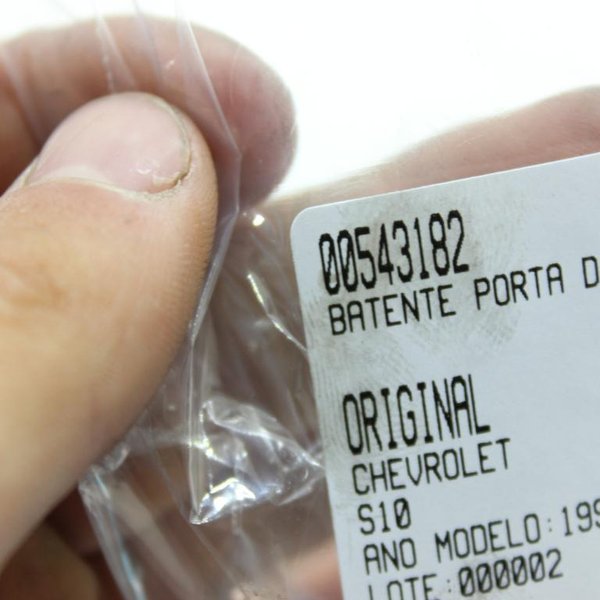 00543182
BATENTE PORTA D
ORIGINAL
CHEVROLET
S10
ANO MODELO:199
LOTE:000002